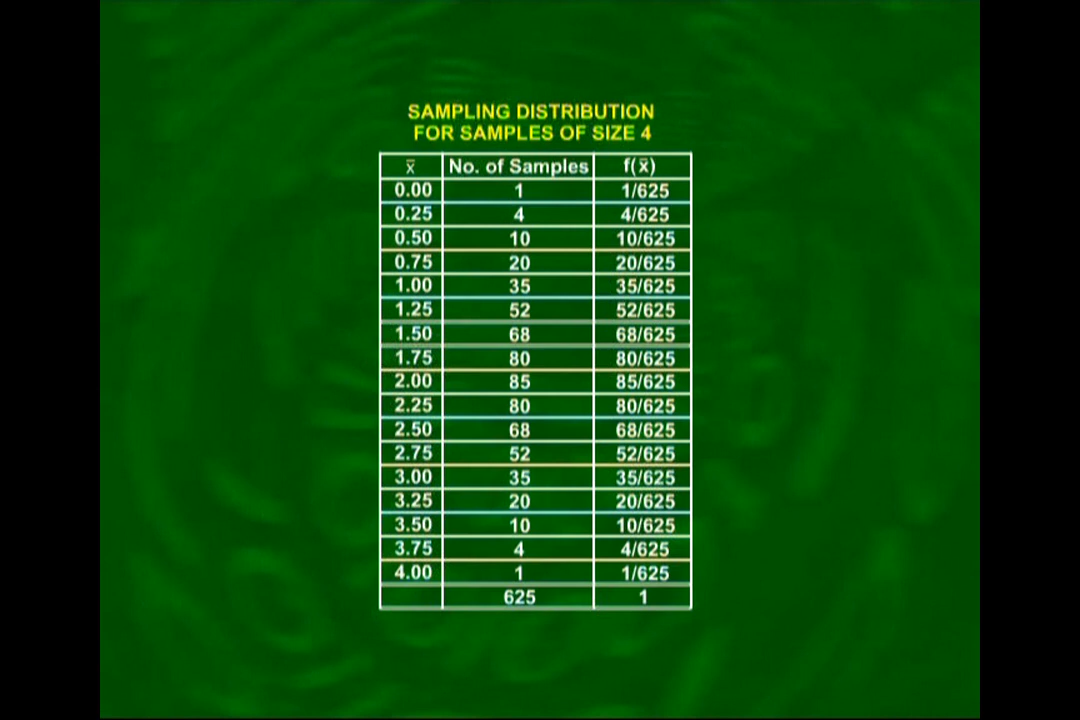 SAMPLING DISTRIBUTION
FOR SAMPLES OF SIZE 4
x̄ No. of Samples f(x̄)
0.00 1 1/625
0.25 4 4/625
0.50 10 10/625
0.75 20 20/625
1.00 35 35/625
1.25 52 52/625
1.50 68 68/625
1.75 80 80/625
2.00 85 85/625
2.25 80 80/625
2.50 68 68/625
2.75 52 52/625
3.00 35 35/625
3.25 20 20/625
3.50 10 10/625
3.75 4 4/625
4.00 1 1/625
625 1